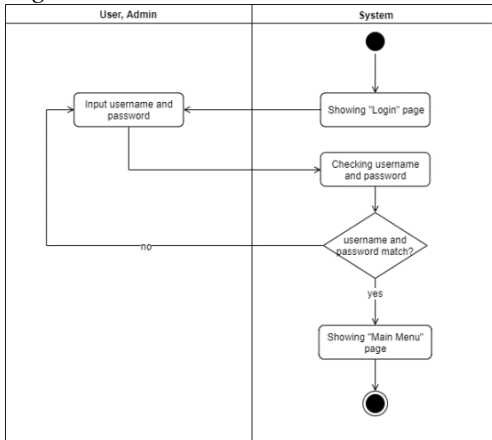 User, Admin
System
Input username and
password
Showing "Login" page
Checking username
and password
username and
password match?
no
yes
Showing "Main Menu"
page